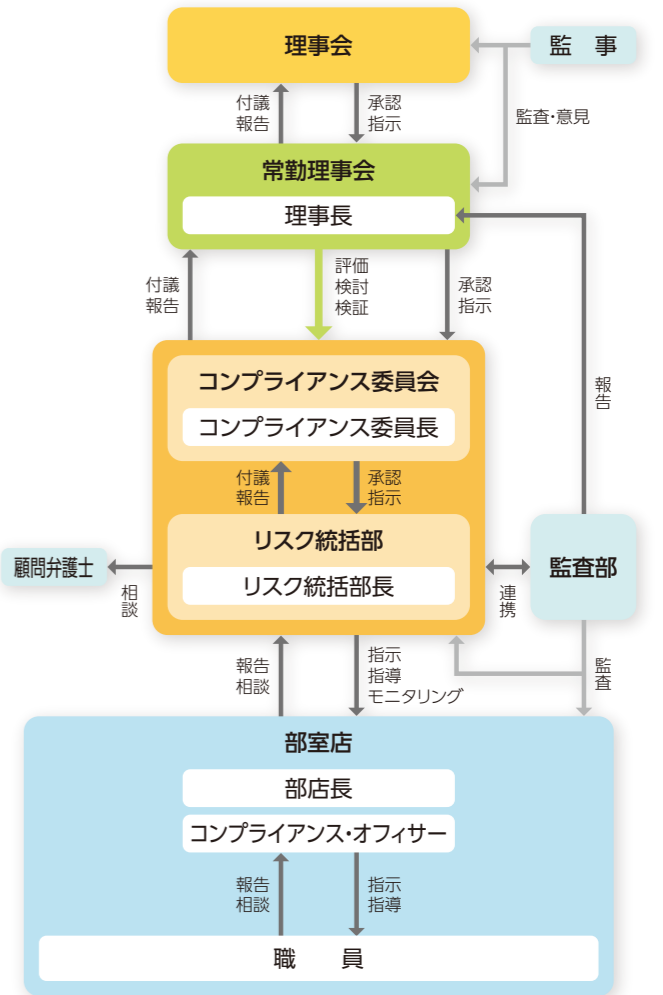 理事会
監　事
付議
報告
承認
指示
監査・意見
常勤理事会
理事長
付議
報告
評価
検討
検証
承認
指示
報告
コンプライアンス委員会
コンプライアンス委員長
付議
報告
承認
指示
リスク統括部
リスク統括部長
顧問弁護士
相談
連携
監査部
報告
相談
指示
指導
モニタリング
監査
部室店
部店長
コンプライアンス・オフィサー
報告
相談
指示
指導
職　員